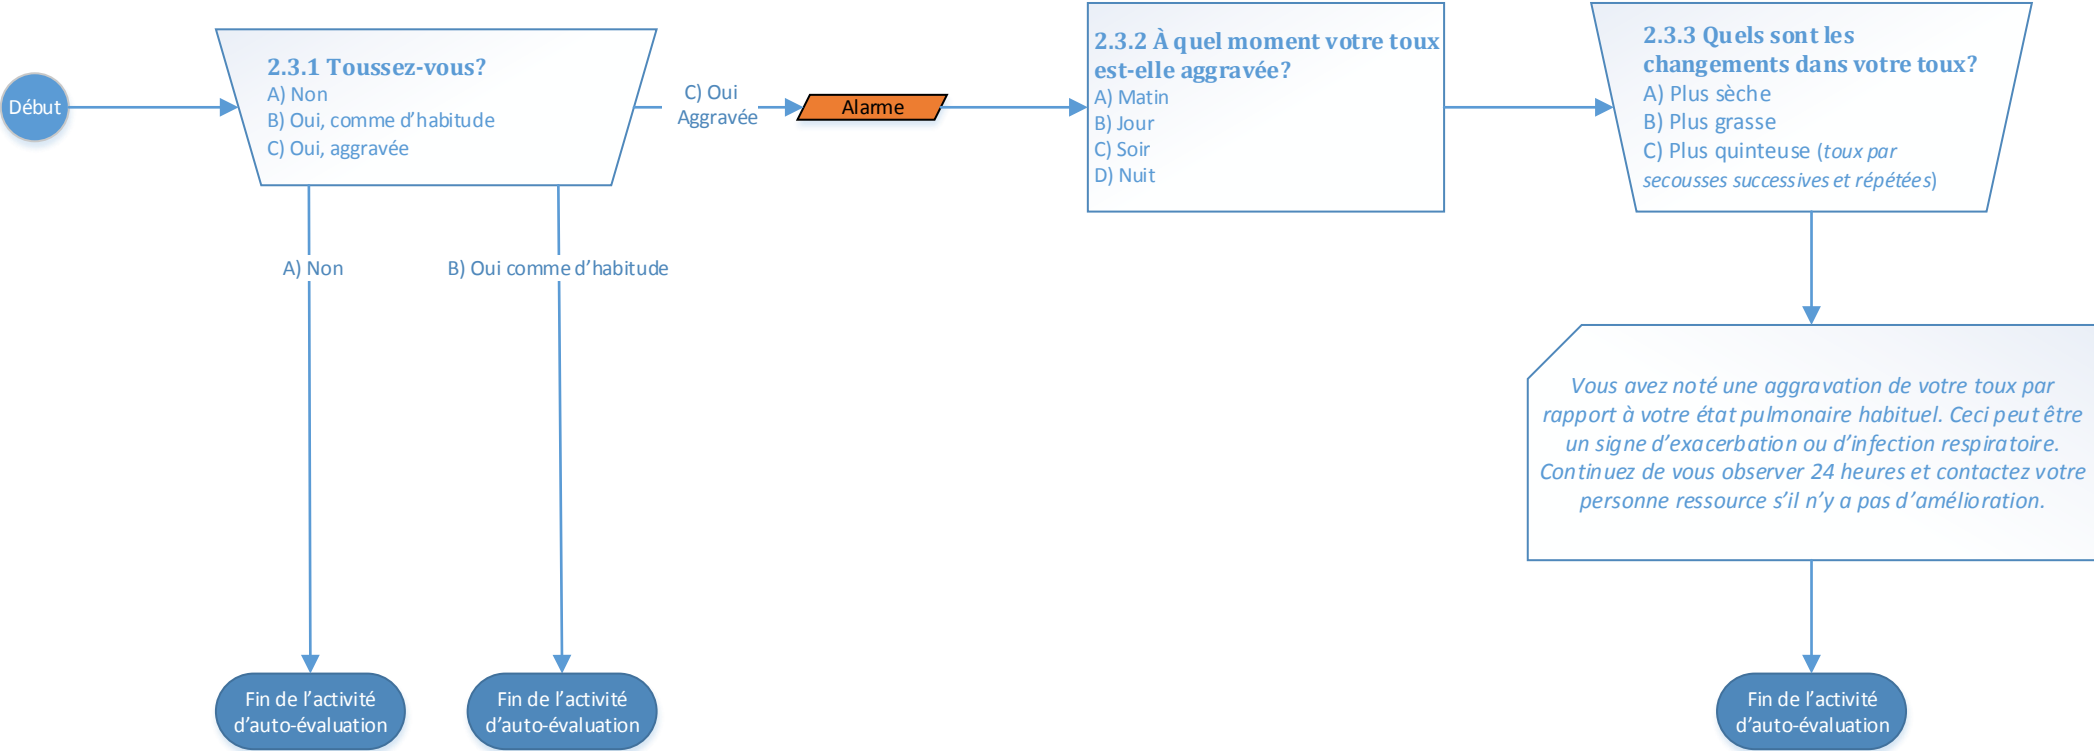 Début
2.3.1 Toussez-vous?
A) Non
B) Oui, comme d'habitude
C) Oui, aggravée
C) Oui
Aggravée
Alarme
2.3.2 À quel moment votre toux
est-elle aggravée?
A) Matin
B) Jour
C) Soir
D) Nuit
2.3.3 Quels sont les
changements dans votre toux?
A) Plus sèche
B) Plus grasse
C) Plus quinteuse (toux par
secousses successives et répétées)
A) Non
B) Oui comme d'habitude
Vous avez noté une aggravation de votre toux par
rapport à votre état pulmonaire habituel. Ceci peut être
un signe d'exacerbation ou d'infection respiratoire.
Continuez de vous observer 24 heures et contactez votre
personne ressource s'il n'y a pas d'amélioration.
Fin de l'activité
d'auto-évaluation
Fin de l'activité
d'auto-évaluation
Fin de l'activité
d'auto-évaluation